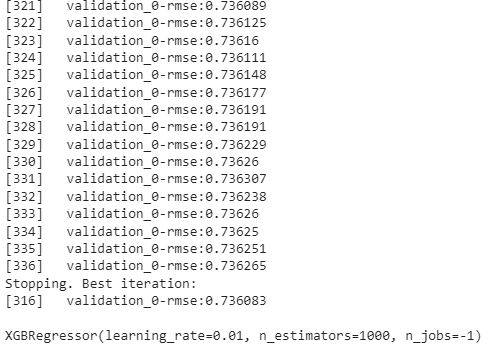 [321] validation_0-rmse:0.736089
[322] validation_0-rmse:0.736125
[323] validation_0-rmse:0.73616
[324] validation_0-rmse:0.736111
[325] validation_0-rmse:0.736148
[326] validation_0-rmse:0.736177
[327] validation_0-rmse:0.736191
[328] validation_0-rmse:0.736191
[329] validation_0-rmse:0.736229
[330] validation_0-rmse:0.73626
[331] validation_0-rmse:0.736307
[332] validation_0-rmse:0.736238
[333] validation_0-rmse:0.73626
[334] validation_0-rmse:0.73625
[335] validation_0-rmse:0.736251
[336] validation_0-rmse:0.736265
Stopping. Best iteration:
[316] validation_0-rmse:0.736083
XGBRegressor(learning_rate=0.01, n_estimators=1000, n_jobs=-1)